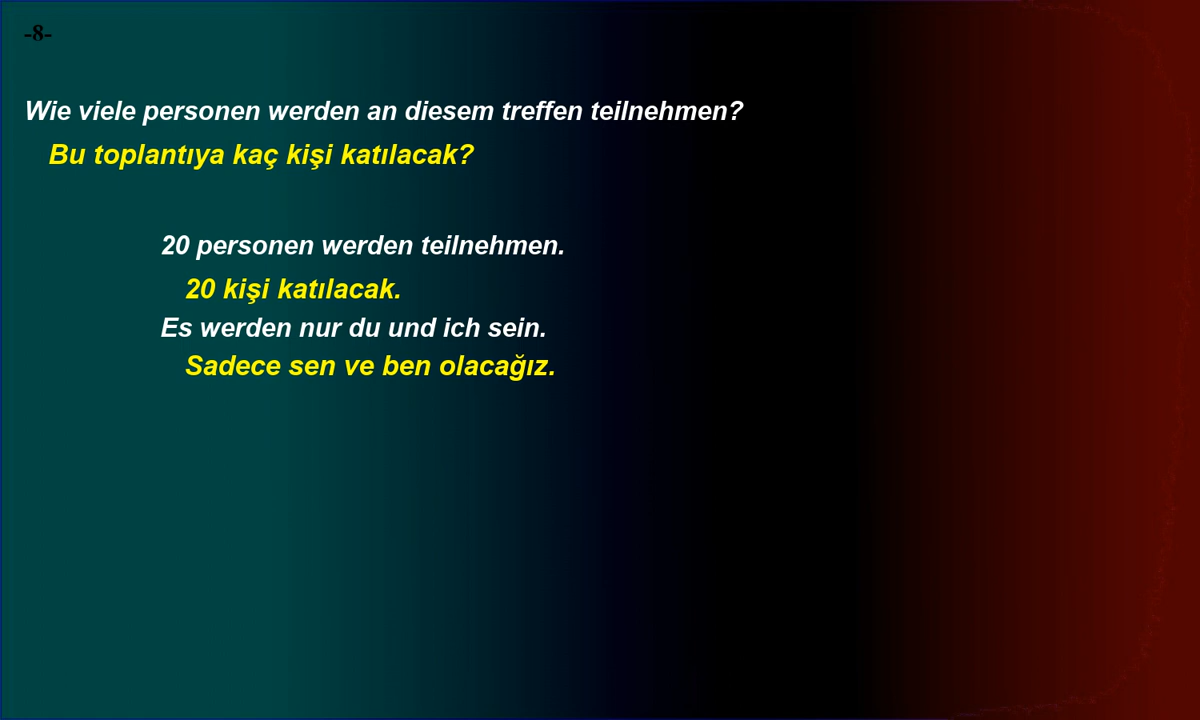 -8-
Wie viele personen werden an diesem treffen teilnehmen?
Bu toplantıya kaç kişi katılacak?
20 personen werden teilnehmen.
20 kişi katılacak.
Es werden nur du und ich sein.
Sadece sen ve ben olacağız.